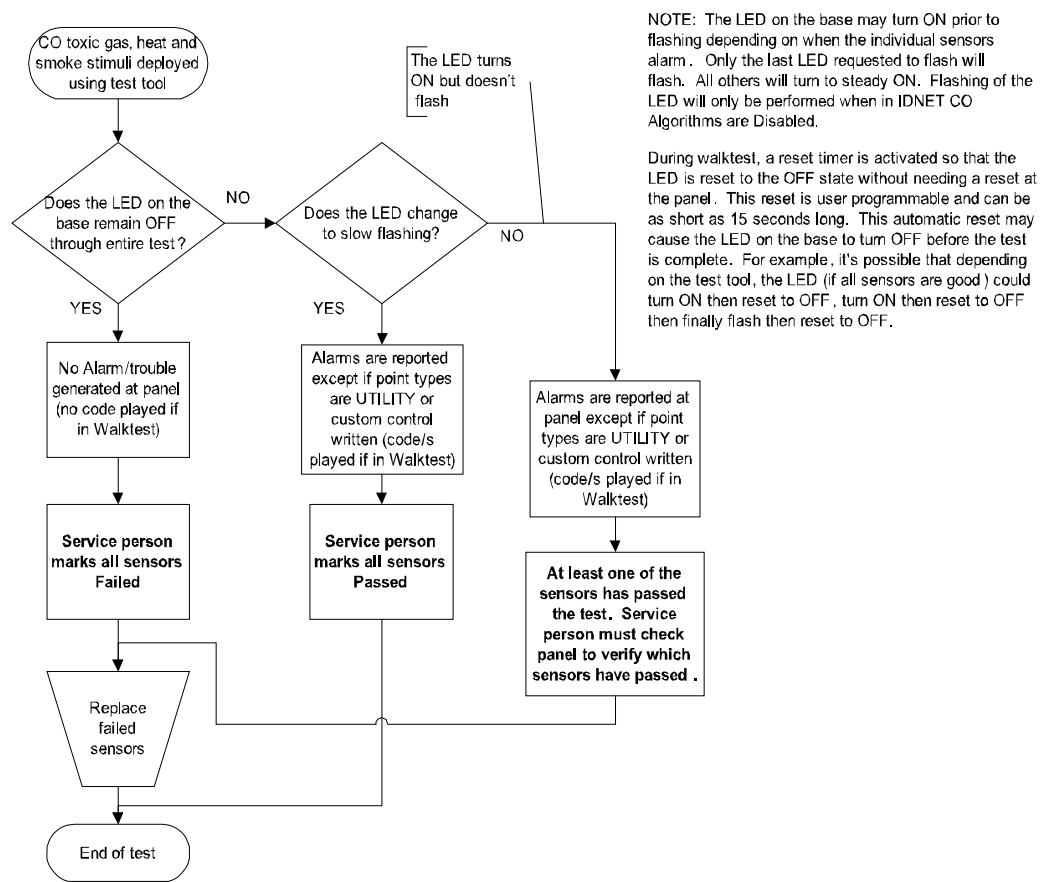 CO toxic gas, heat and
smoke stimuli deployed
using test tool
The LED turns
ON but doesn't
flash
NOTE: The LED on the base may turn ON prior to
flashing depending on when the individual sensors
alarm. Only the last LED requested to flash will
flash. All others will turn to steady ON. Flashing of the
LED will only be performed when in IDNET CO
Algorithms are Disabled.
During walktest, a reset timer is activated so that the
LED is reset to the OFF state without needing a reset at
the panel. This reset is user programmable and can be
as short as 15 seconds long. This automatic reset may
cause the LED on the base to turn OFF before the test
is complete. For example, it's possible that depending
on the test tool, the LED (if all sensors are good) could
turn ON then reset to OFF, turn ON then reset to OFF
then finally flash then reset to OFF.
Does the LED on the
base remain OFF
through entire test?
NO
YES
Does the LED change
to slow flashing?
NO
YES
No Alarm/trouble
generated at panel
(no code played if
in Walktest)
Alarms are reported
except if point types
are UTILITY or
custom control
written (code/s
played if in Walktest)
Alarms are reported at
panel except if point
types are UTILITY or
custom control written
(code/s played if in
Walktest)
Service person
marks all sensors
Failed
Service person
marks all sensors
Passed
At least one of the
sensors has passed
the test. Service
person must check
panel to verify which
sensors have passed.
Replace
failed
sensors
End of test